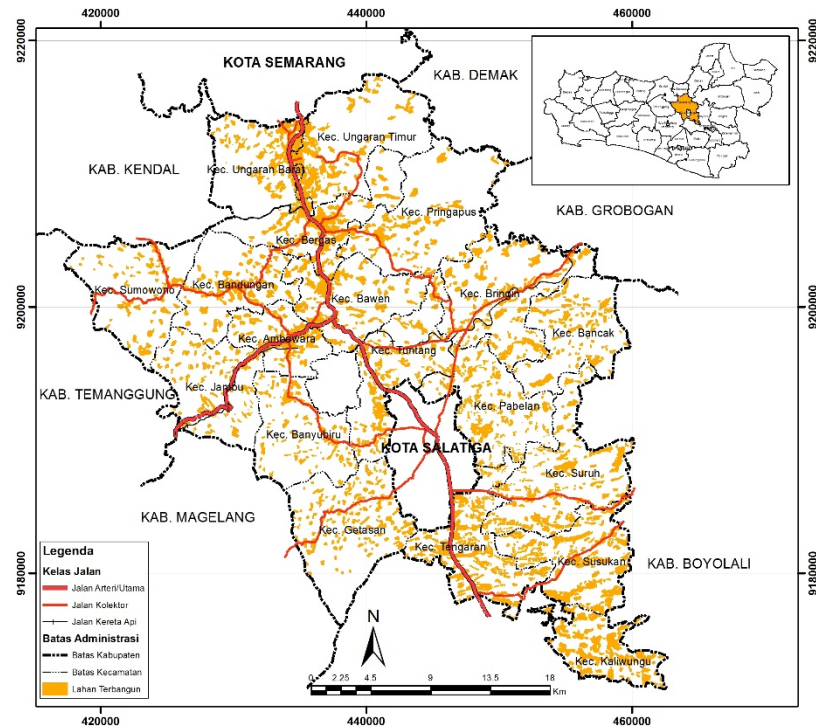 420000
440000
460000
9220000
9220000
KOTA SEMARANG
KAB. DEMAK
Kec. Ungaran Timur
KAB. KENDAL
Kec. Ungaran Barat
Kec. Pringapus
KAB. GROBOGAN
Kec. Bergas
Kec. Sumowono
Kec. Bandungan
Kec. Bawen
Kec. Bringin
9200000
9200000
Kec. Bancak
Kec. Ambawara
Kec. Tuntang
Kec. Jambu
KAB. TEMANGGUNG
Kec. Pabelan
Kec. Banyubiru
KOTA SALATIGA
Kec. Suruh
KAB. MAGELANG
Kec. Getasan
Kec. Tengaran
Kec. Susukan
KAB. BOYOLALI
9180000
9180000
Kec. Kaliwungu
Legenda
Kelas Jalan
Jalan Arteri/Utama
Jalan Kolektor
Jalan Kereta Api
Batas Administrasi
Batas Kabupaten
Batas Kecamatan
Lahan Terbangun
N
0 2.25 4.5 9 13.5 18
Km
420000
440000
460000